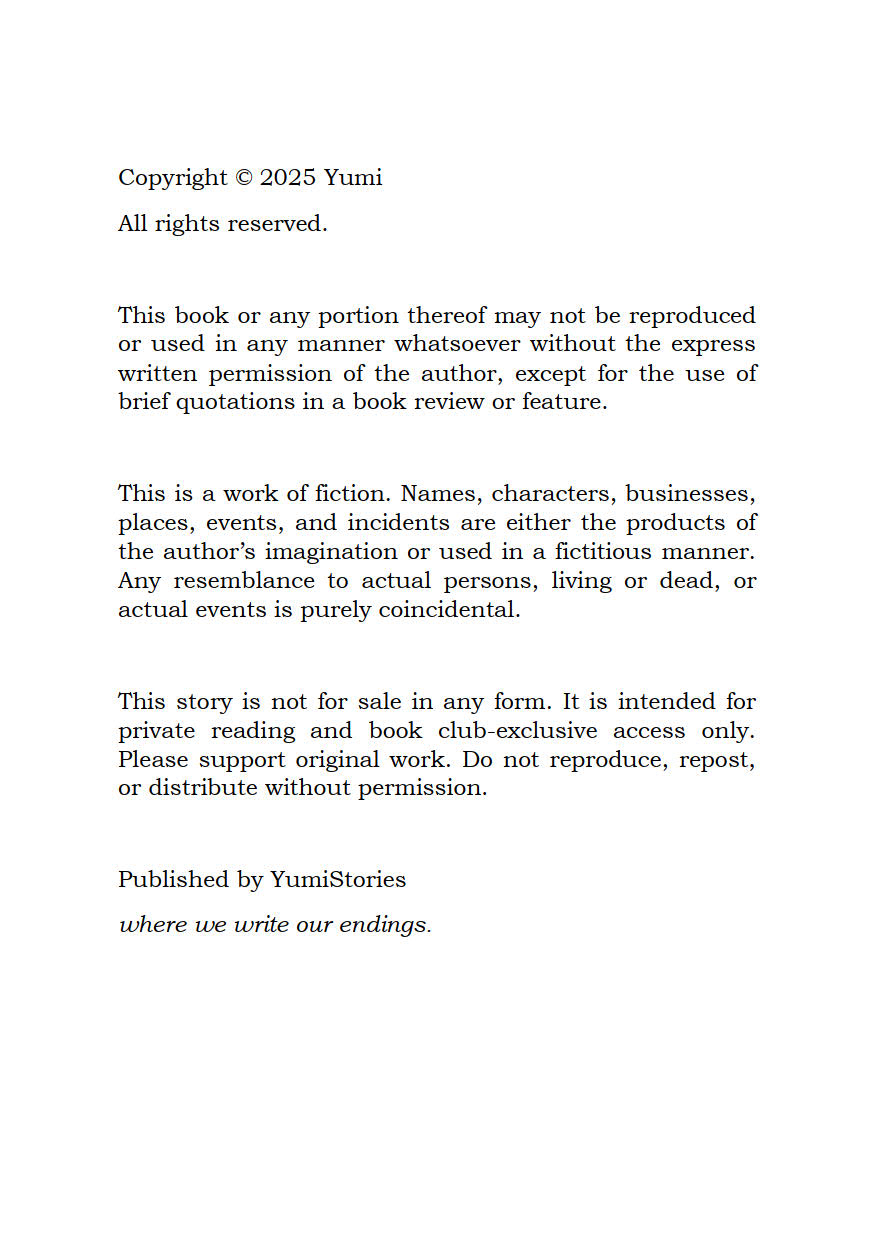 Copyright © 2025 Yumi
All rights reserved.
This book or any portion thereof may not be reproduced
or used in any manner whatsoever without the express
written permission of the author, except for the use of
brief quotations in a book review or feature.
This is a work of fiction. Names, characters, businesses,
places, events, and incidents are either the products of
the author’s imagination or used in a fictitious manner.
Any resemblance to actual persons, living or dead, or
actual events is purely coincidental.
This story is not for sale in any form. It is intended for
private reading and book club-exclusive access only.
Please support original work. Do not reproduce, repost,
or distribute without permission.
Published by YumiStories
where we write our endings.